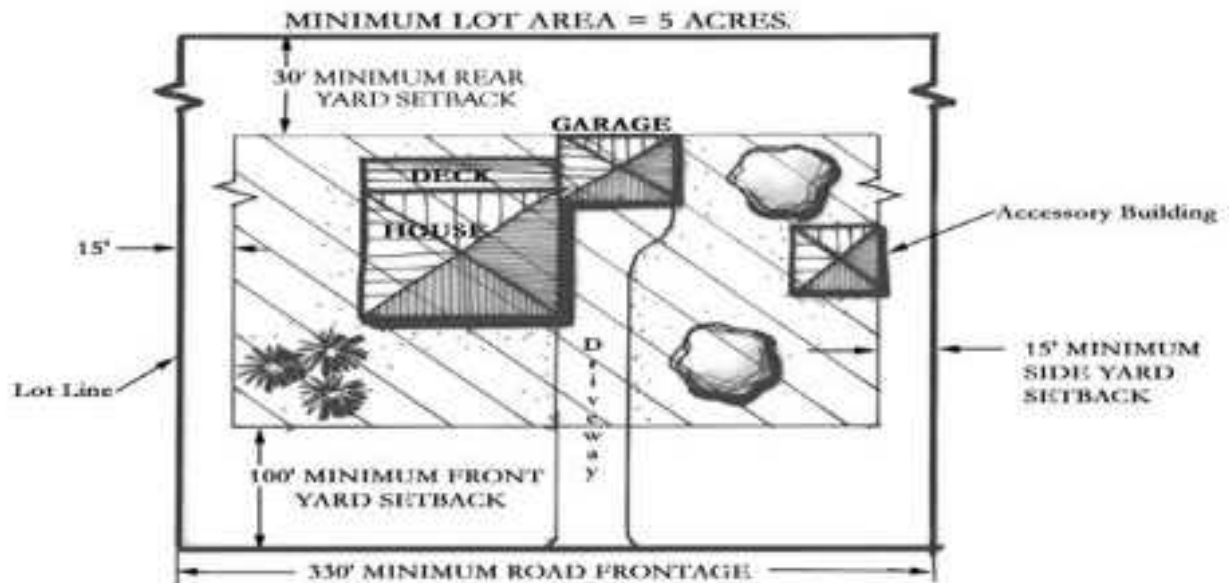 MINIMUM LOT AREA = 5 ACRES.
30' MINIMUM REAR
YARD SETBACK
GARAGE
DECK
HOUSE
Accessory Building
15'
Driveway
15' MINIMUM
SIDE YARD
SETBACK
Lot Line
100' MINIMUM FRONT
YARD SETBACK
330' MINIMUM ROAD FRONTAGE